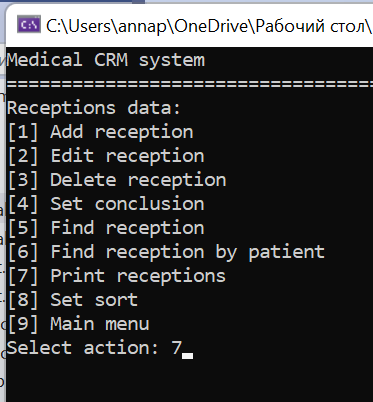 C:\Users\annap\OneDrive\Рабочий стол\
Medical CRM system
==================================
Receptions data:
[1] Add reception
[2] Edit reception
[3] Delete reception
[4] Set conclusion
[5] Find reception
[6] Find reception by patient
[7] Print receptions
[8] Set sort
[9] Main menu
Select action: 7